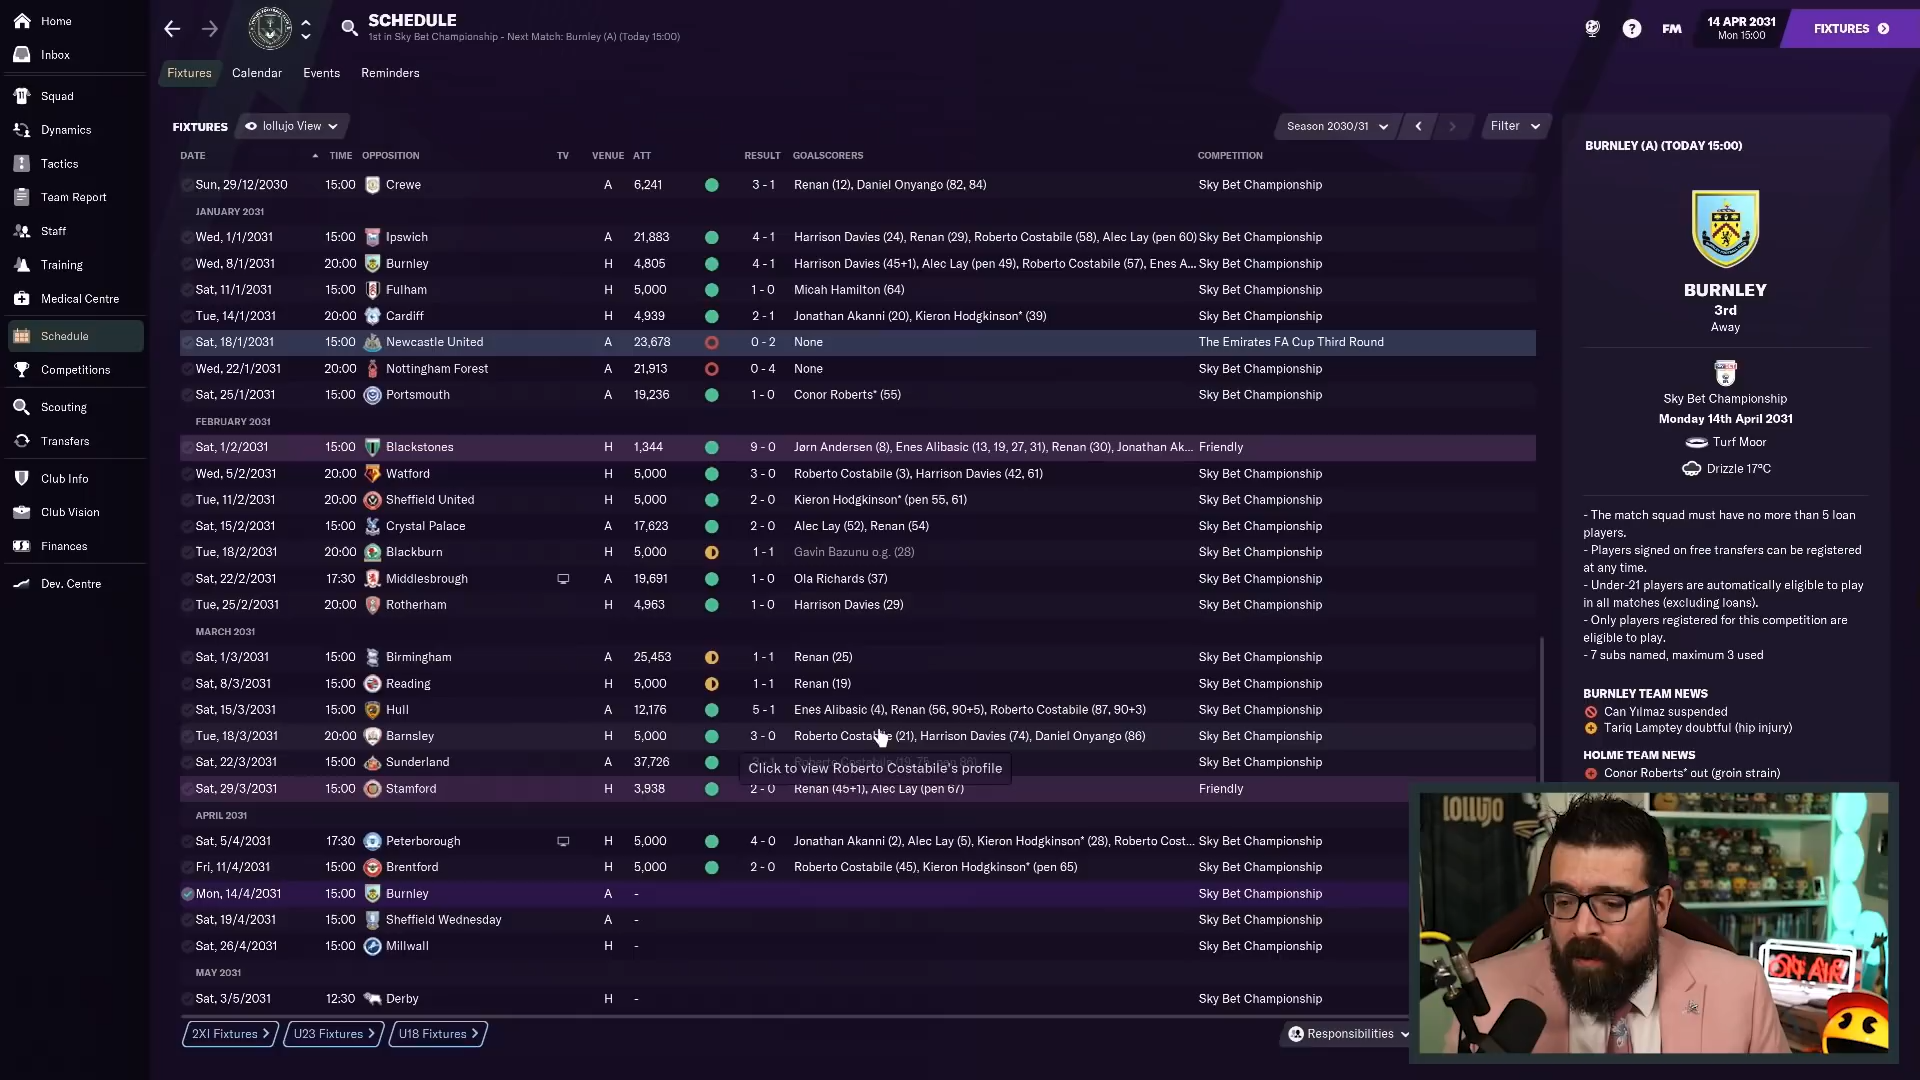 Home
Inbox
Squad
Dynamics
Tactics
Team Report
Staff
Training
Medical Centre
Schedule
Competitions
Scouting
Transfers
Club Info
Club Vision
Finances
Dev. Centre
SCHEDULE
1st in Sky Bet Championship - Next Match: Burnley (A) (Today 15:00)
FM
14 APR 2031
Mon 15:00
FIXTURES
Fixtures Calendar Events Reminders
FIXTURES lollujo View Season 2030/31 Filter
DATE TIME OPPOSITION TV VENUE ATT RESULT GOALSCORERS COMPETITION
Sun, 29/12/2030 15:00 Crewe A 6,241 3 - 1 Renan (12), Daniel Onyango (82, 84) Sky Bet Championship
JANUARY 2031
Wed, 1/1/2031 15:00 Ipswich A 21,883 4 - 1 Harrison Davies (24), Renan (29), Roberto Costabile (58), Alec Lay (pen 60) Sky Bet Championship
Wed, 8/1/2031 20:00 Burnley H 4,805 4 - 1 Harrison Davies (45+1), Alec Lay (pen 49), Roberto Costabile (57), Enes A... Sky Bet Championship
Sat, 11/1/2031 15:00 Fulham H 5,000 1 - 0 Micah Hamilton (64) Sky Bet Championship
Tue, 14/1/2031 20:00 Cardiff H 4,939 2 - 1 Jonathan Akanni (20), Kieron Hodgkinson* (39) Sky Bet Championship
Sat, 18/1/2031 15:00 Newcastle United A 23,678 0 - 2 None The Emirates FA Cup Third Round
Wed, 22/1/2031 20:00 Nottingham Forest A 21,913 0 - 4 None Sky Bet Championship
Sat, 25/1/2031 15:00 Portsmouth A 19,236 1 - 0 Conor Roberts* (55) Sky Bet Championship
FEBRUARY 2031
Sat, 1/2/2031 15:00 Blackstones H 1,344 9 - 0 Jørn Andersen (8), Enes Alibasic (13, 19, 27, 31), Renan (30), Jonathan Ak... Friendly
Wed, 5/2/2031 20:00 Watford H 5,000 3 - 0 Roberto Costabile (3), Harrison Davies (42, 61) Sky Bet Championship
Tue, 11/2/2031 20:00 Sheffield United H 5,000 2 - 0 Kieron Hodgkinson* (pen 55, 61) Sky Bet Championship
Sat, 15/2/2031 15:00 Crystal Palace A 17,623 2 - 0 Alec Lay (52), Renan (54) Sky Bet Championship
Tue, 18/2/2031 20:00 Blackburn H 5,000 1 - 1 Gavin Bazunu o.g. (28) Sky Bet Championship
Sat, 22/2/2031 17:30 Middlesbrough A 19,691 1 - 0 Ola Richards (37) Sky Bet Championship
Tue, 25/2/2031 20:00 Rotherham H 4,963 1 - 0 Harrison Davies (29) Sky Bet Championship
MARCH 2031
Sat, 1/3/2031 15:00 Birmingham A 25,453 1 - 1 Renan (25) Sky Bet Championship
Sat, 8/3/2031 15:00 Reading H 5,000 1 - 1 Renan (19) Sky Bet Championship
Sat, 15/3/2031 15:00 Hull A 12,176 5 - 1 Enes Alibasic (4), Renan (56, 90+5), Roberto Costabile (87, 90+3) Sky Bet Championship
Tue, 18/3/2031 20:00 Barnsley H 5,000 3 - 0 Roberto Costabile (21), Harrison Davies (74), Daniel Onyango (86) Sky Bet Championship
Sat, 22/3/2031 15:00 Sunderland A 37,726 Sky Bet Championship
Click to view Roberto Costabile's profile
Sat, 29/3/2031 15:00 Stamford H 3,938 2 - 0 Renan (45+1), Alec Lay (pen 67) Friendly
APRIL 2031
Sat, 5/4/2031 17:30 Peterborough H 5,000 4 - 0 Jonathan Akanni (2), Alec Lay (5), Kieron Hodgkinson* (28), Roberto Cost... Sky Bet Championship
Fri, 11/4/2031 15:00 Brentford H 5,000 2 - 0 Roberto Costabile (45), Kieron Hodgkinson* (pen 65) Sky Bet Championship
Mon, 14/4/2031 15:00 Burnley A - Sky Bet Championship
Sat, 19/4/2031 15:00 Sheffield Wednesday A - Sky Bet Championship
Sat, 26/4/2031 15:00 Millwall H - Sky Bet Championship
MAY 2031
Sat, 3/5/2031 12:30 Derby H - Sky Bet Championship
2XI Fixtures U23 Fixtures U18 Fixtures Responsibilities
BURNLEY (A) (TODAY 15:00)
BURNLEY
3rd
Away
Sky Bet Championship
Monday 14th April 2031
Turf Moor
Drizzle 17°C
- The match squad must have no more than 5 loan
players.
- Players signed on free transfers can be registered
at any time.
- Under-21 players are automatically eligible to play
in all matches (excluding loans).
- Only players registered for this competition are
eligible to play.
- 7 subs named, maximum 3 used
BURNLEY TEAM NEWS
Can Yılmaz suspended
Tariq Lamptey doubtful (hip injury)
HOLME TEAM NEWS
Conor Roberts* out (groin strain)
lollujo
ON AIR